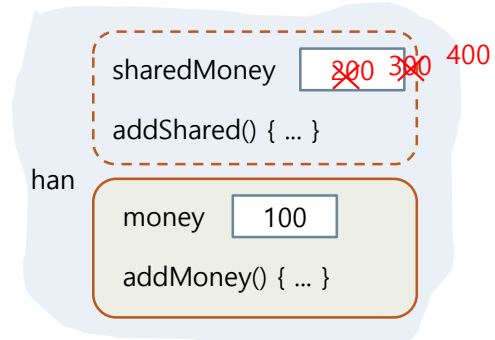 sharedMoney 200 300 400
addShared() { ... }
han
money 100
addMoney() { ... }